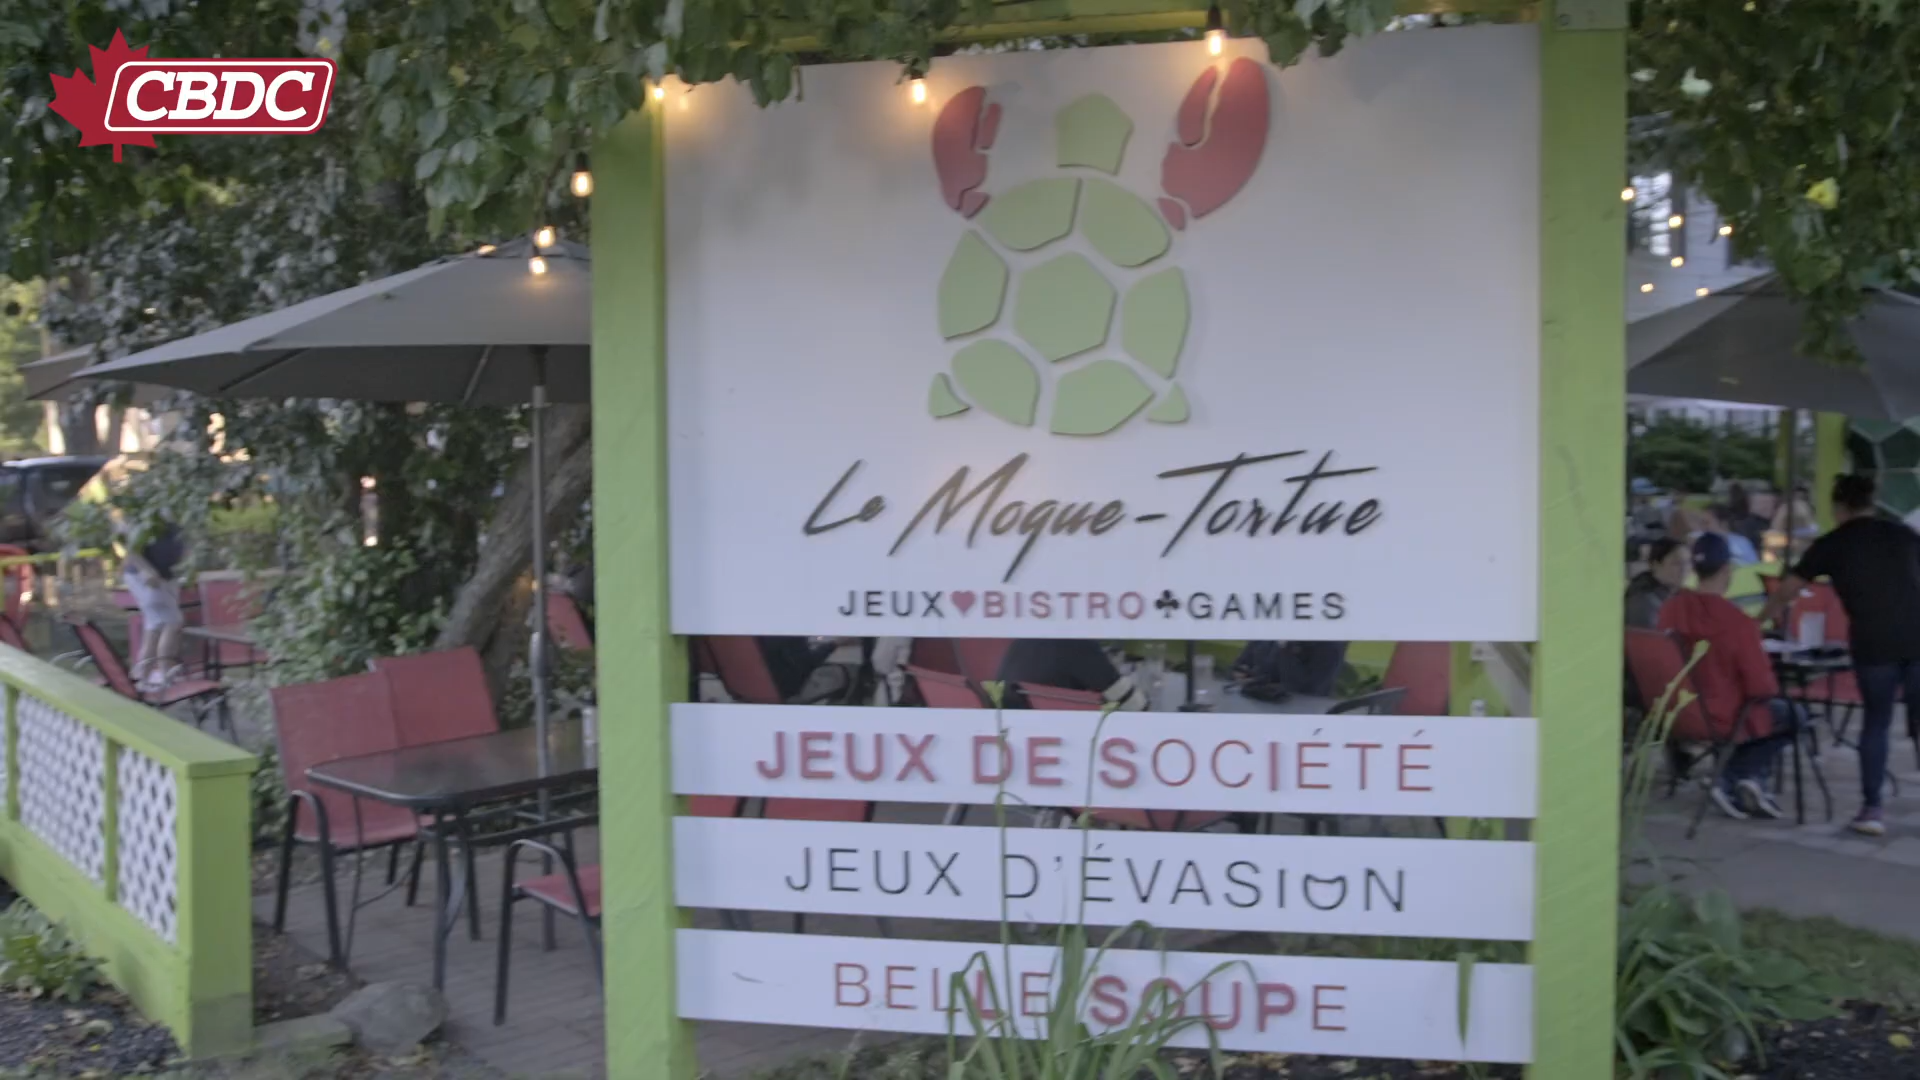 CBDC
Le Moque-Tortue
JEUX♥BISTRO♣GAMES
JEUX DE SOCIÉTÉ
JEUX D'ÉVASION
BELLE SOUPE